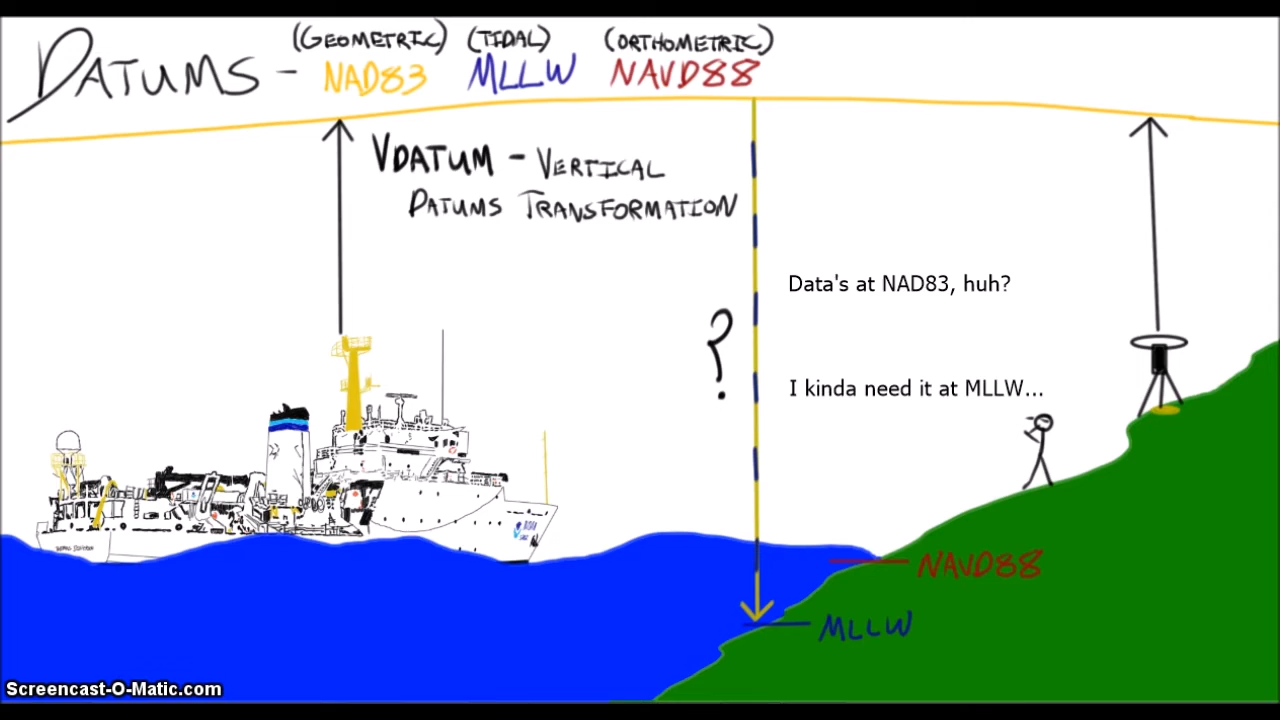 (GEOMETRIC) (TIDAL) (ORTHOMETRIC)
DATUMS - NAD83 MLLW NAVD88
VDATUM - VERTICAL
DATUMS TRANSFORMATION
Data's at NAD83, huh?
?
I kinda need it at MLLW...
NAVD88
MLLW
Screencast-O-Matic.com